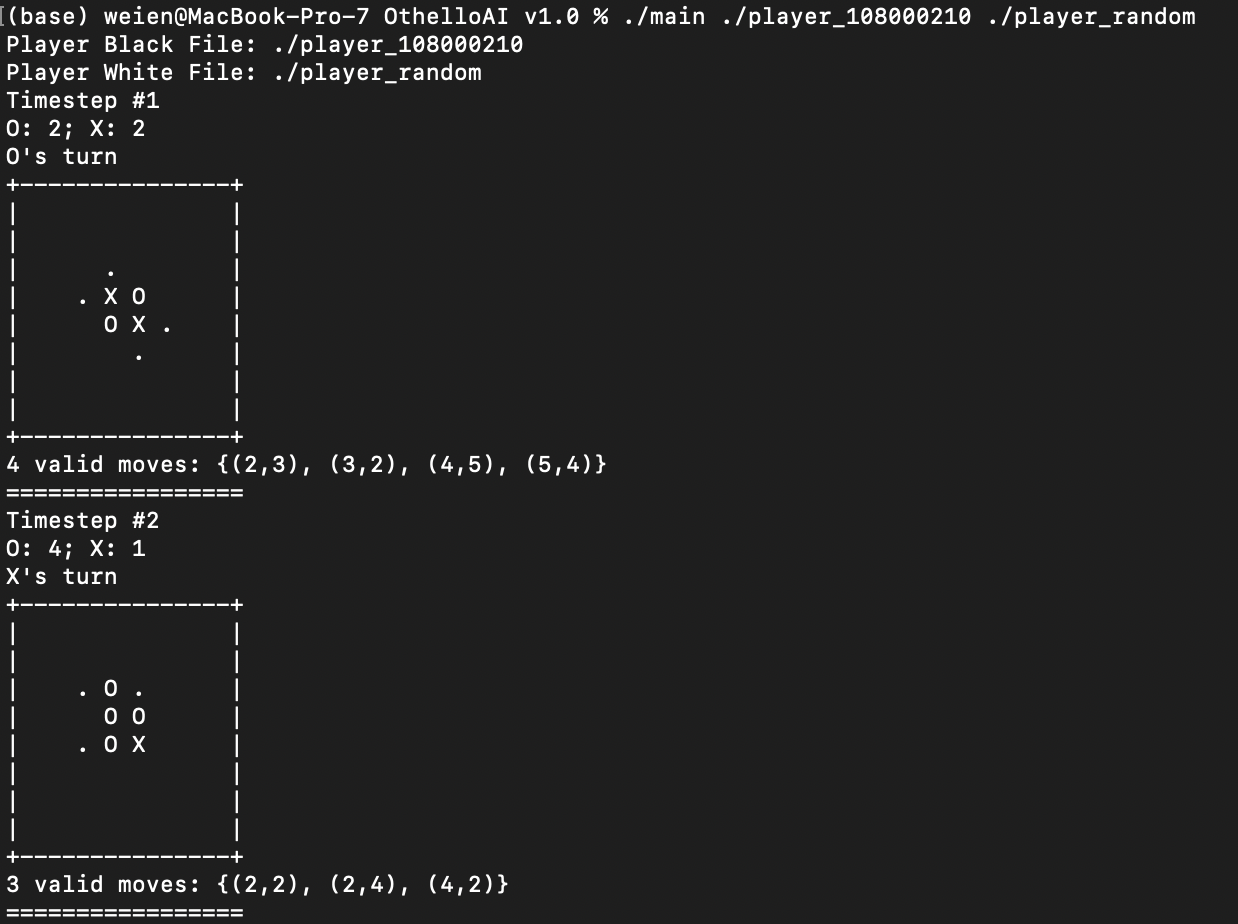 (base) weien@MacBook-Pro-7 OthelloAI v1.0 % ./main ./player_108000210 ./player_random
Player Black File: ./player_108000210
Player White File: ./player_random
Timestep #1
O: 2; X: 2
O's turn
+---------------+
|               |
|               |
|      .        |
|    . X O      |
|      O X .    |
|        .      |
|               |
|               |
+---------------+
4 valid moves: {(2,3), (3,2), (4,5), (5,4)}
=================
Timestep #2
O: 4; X: 1
X's turn
+---------------+
|               |
|               |
|    . O .      |
|      O O      |
|    . O X      |
|               |
|               |
|               |
+---------------+
3 valid moves: {(2,2), (2,4), (4,2)}
=================